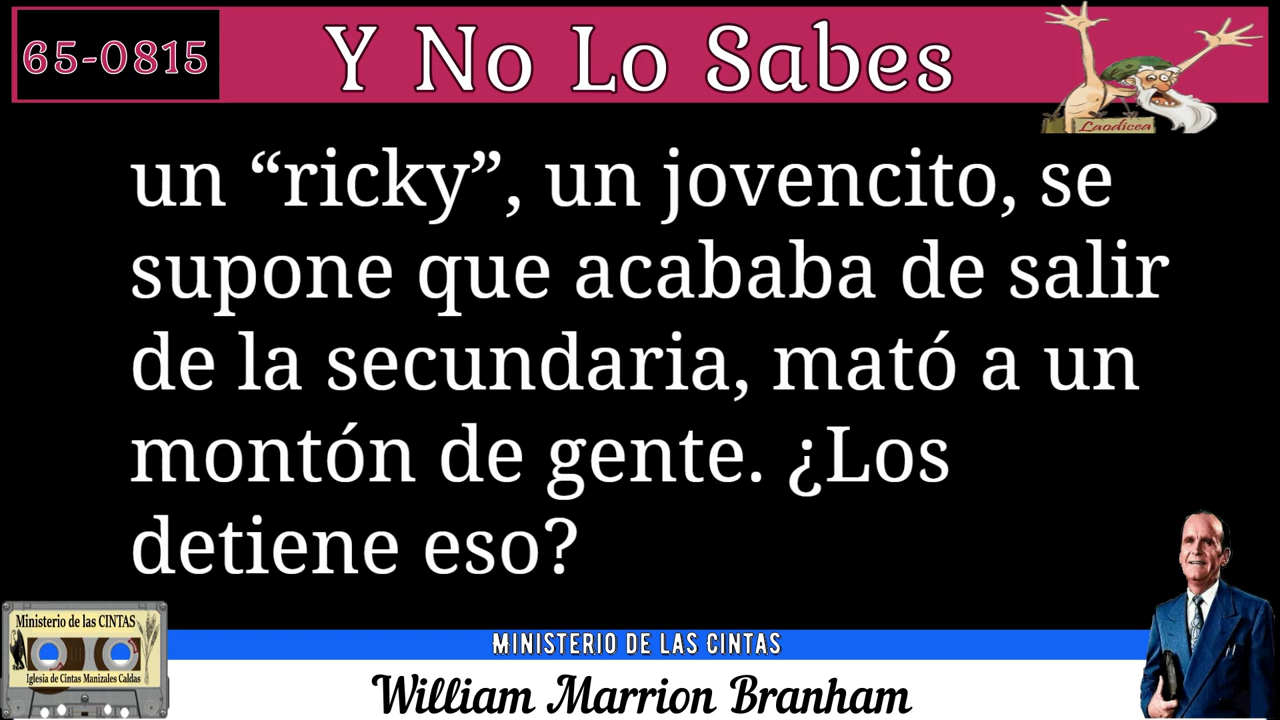 65-0815
Y No Lo Sabes
Laodicea
un “ricky”, un jovencito, se
supone que acababa de salir
de la secundaria, mató a un
montón de gente. ¿Los
detiene eso?
Ministerio de las CINTAS
Iglesia de Cintas Manizales Caldas
MINISTERIO DE LAS CINTAS
William Marrion Branham